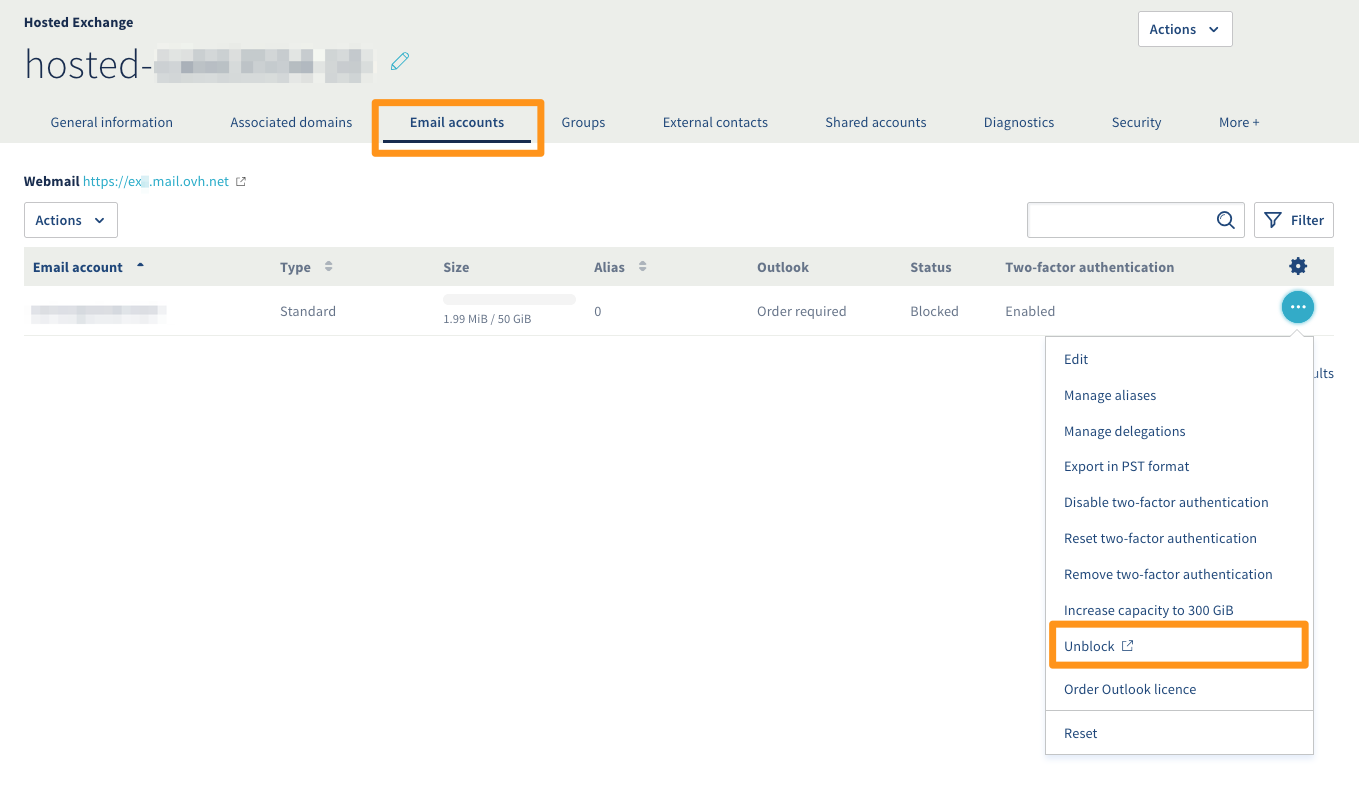 Hosted Exchange
Actions
hosted-
General information Associated domains Email accounts Groups External contacts Shared accounts Diagnostics Security More +
Webmail https://ex .mail.ovh.net
Actions Filter
Email account Type Size Alias Outlook Status Two-factor authentication
Standard 1.99 MiB / 50 GiB 0 Order required Blocked Enabled
Edit
Manage aliases
Manage delegations
Export in PST format
Disable two-factor authentication
Reset two-factor authentication
Remove two-factor authentication
Increase capacity to 300 GiB
Unblock
Order Outlook licence
Reset